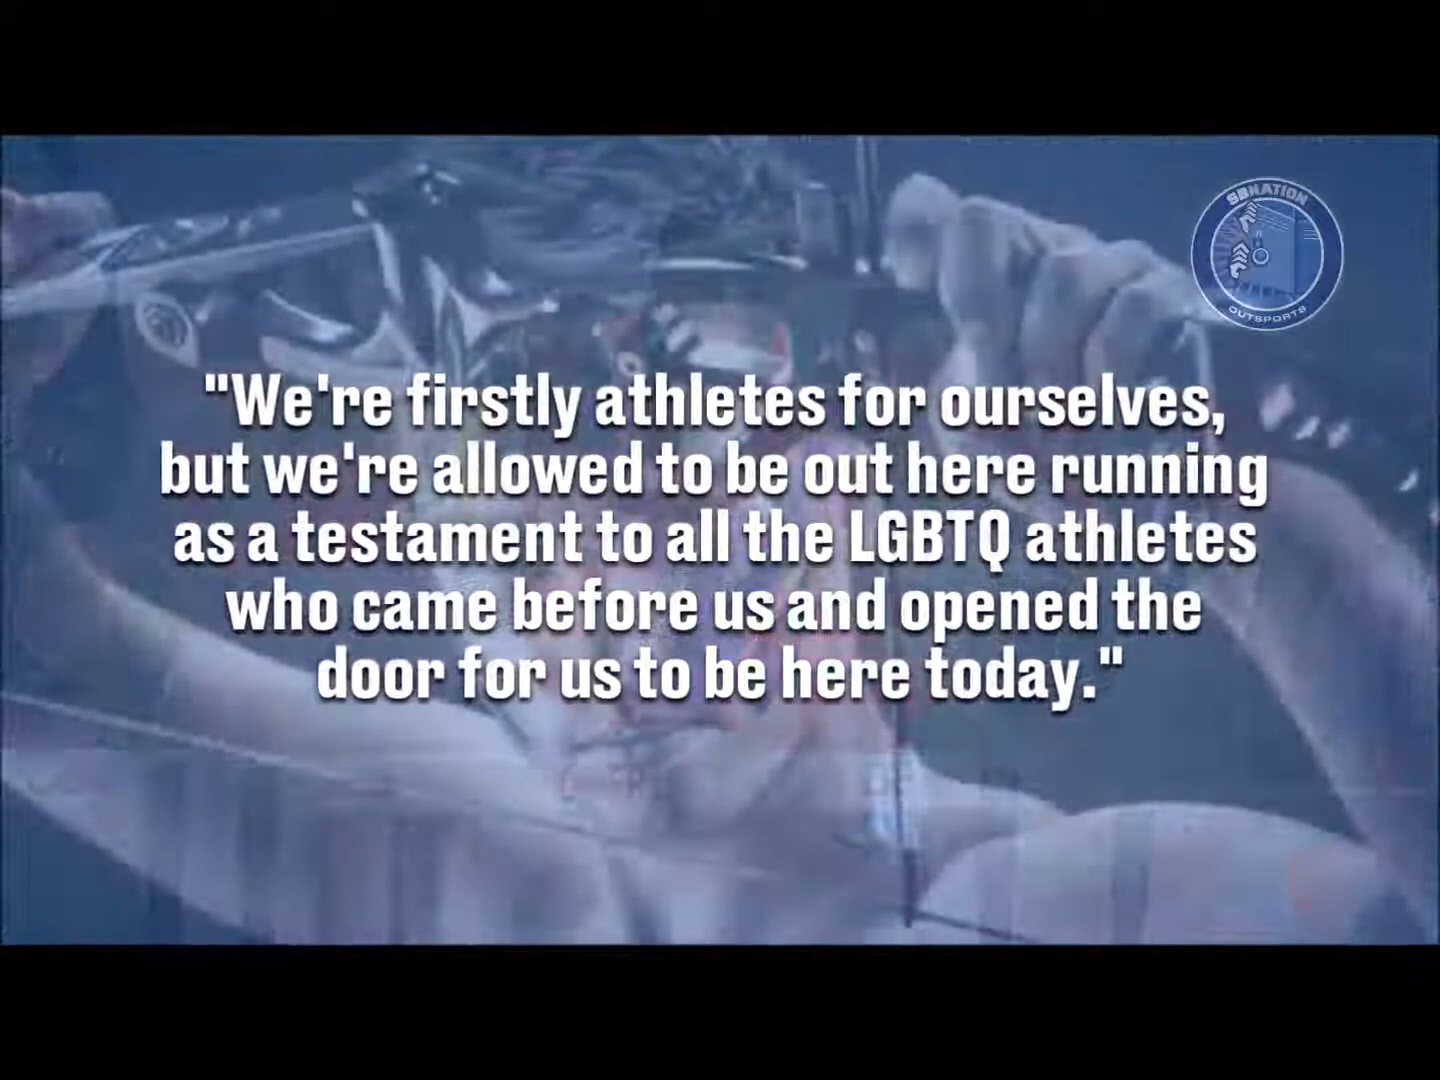 SBNATION
OUTSPORTS
"We're firstly athletes for ourselves,
but we're allowed to be out here running
as a testament to all the LGBTQ athletes
who came before us and opened the
door for us to be here today."